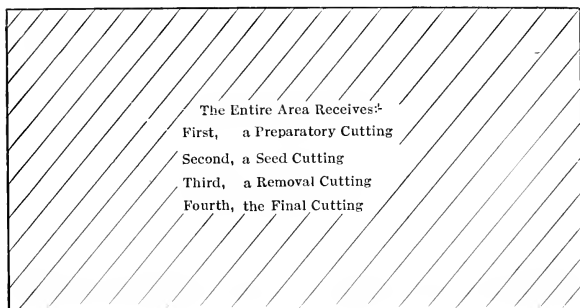 The Entire Area Receives:-
First, a Preparatory Cutting
Second, a Seed Cutting
Third, a Removal Cutting
Fourth, the Final Cutting